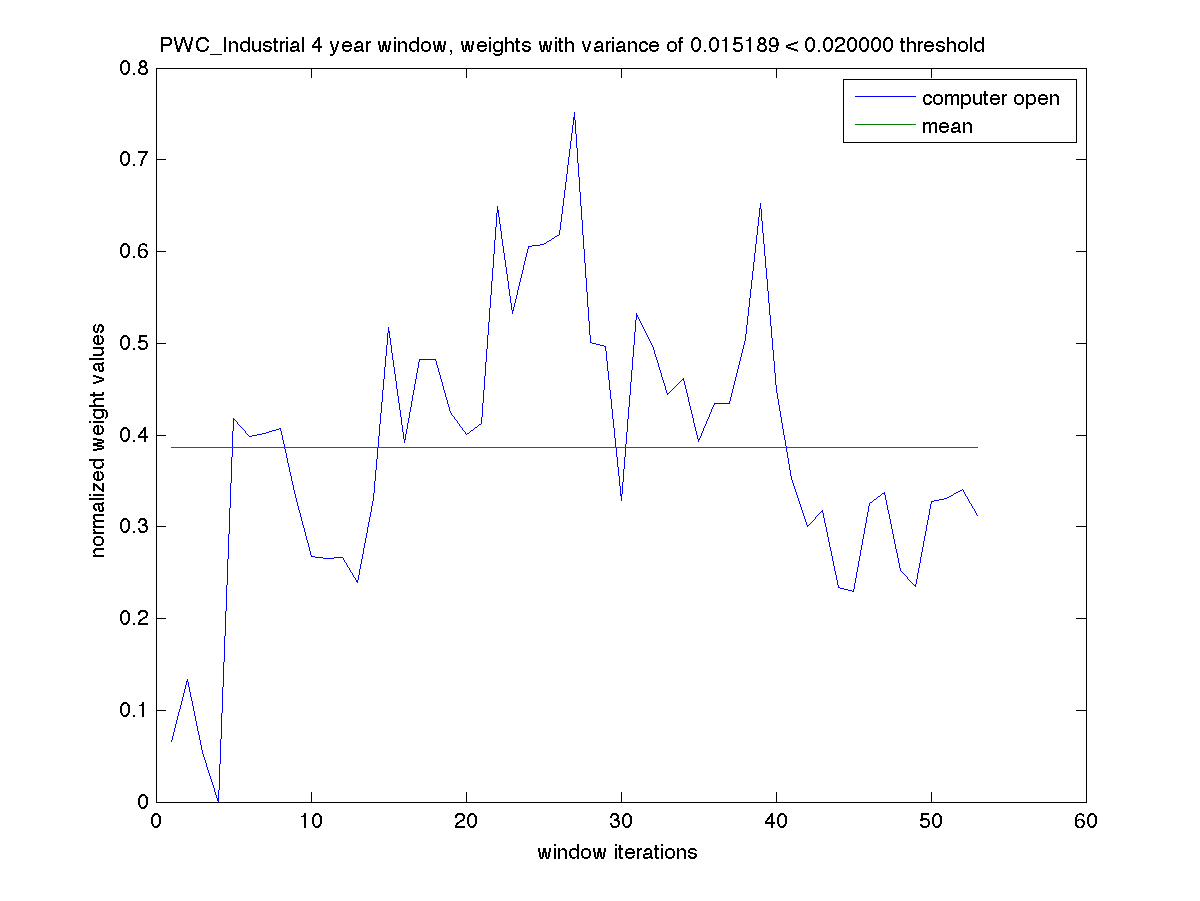 PWC_Industrial 4 year window, weights with variance of 0.015189 < 0.020000 threshold
0.8
0.7
0.6
0.5
0.4
0.3
0.2
0.1
0
computer open
mean
normalized weight values
0 10 20 30 40 50 60
window iterations